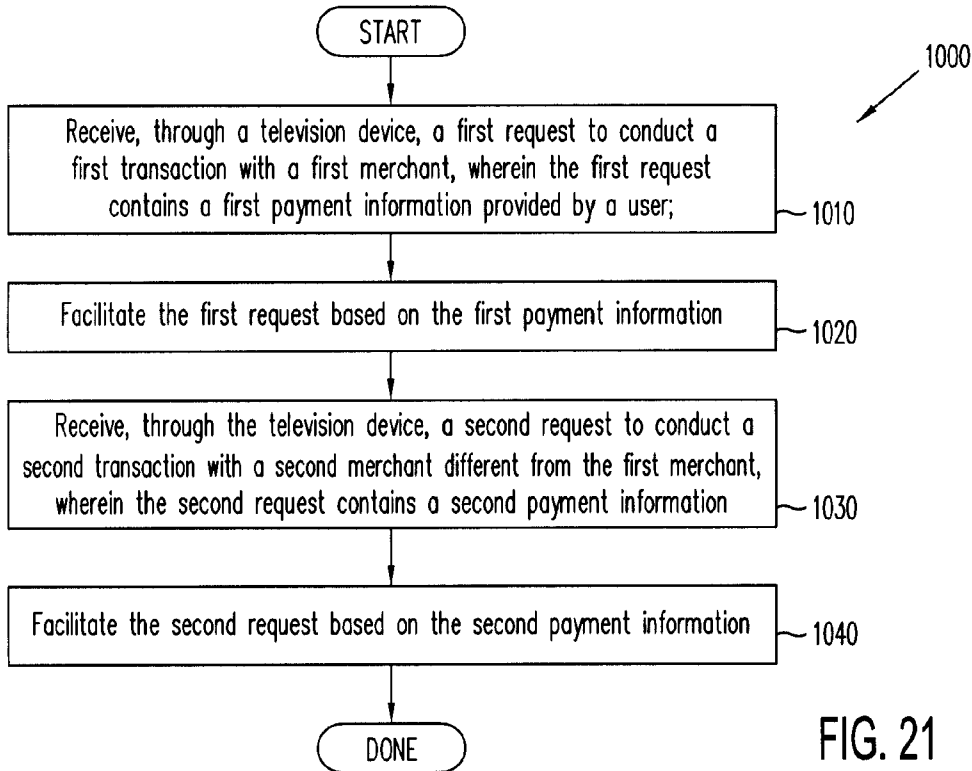 START
1000
Receive, through a television device, a first request to conduct a
first transaction with a first merchant, wherein the first request
contains a first payment information provided by a user;
1010
Facilitate the first request based on the first payment information
1020
Receive, through the television device, a second request to conduct a
second transaction with a second merchant different from the first merchant,
wherein the second request contains a second payment information
1030
Facilitate the second request based on the second payment information
1040
DONE
FIG. 21